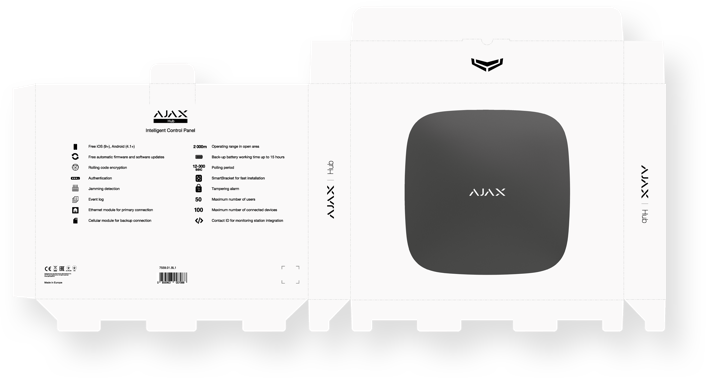 AJAX
Hub
Intelligent Control Panel
Free iOS (9+), Android (4.1+)
Free automatic firmware and software updates
Rolling code encryption
Authentication
Jamming detection
Event log
Ethernet module for primary connection
Cellular module for backup connection
2 000m Operating range in open area
Back-up battery working time up to 15 hours
12-300 Polling period
SmartBracket for fast installation
Tampering alarm
50 Maximum number of users
100 Maximum number of connected devices
Contact ID for monitoring station integration
Made in Europe
AJAX | Hub
AJAX
AJAX | Hub